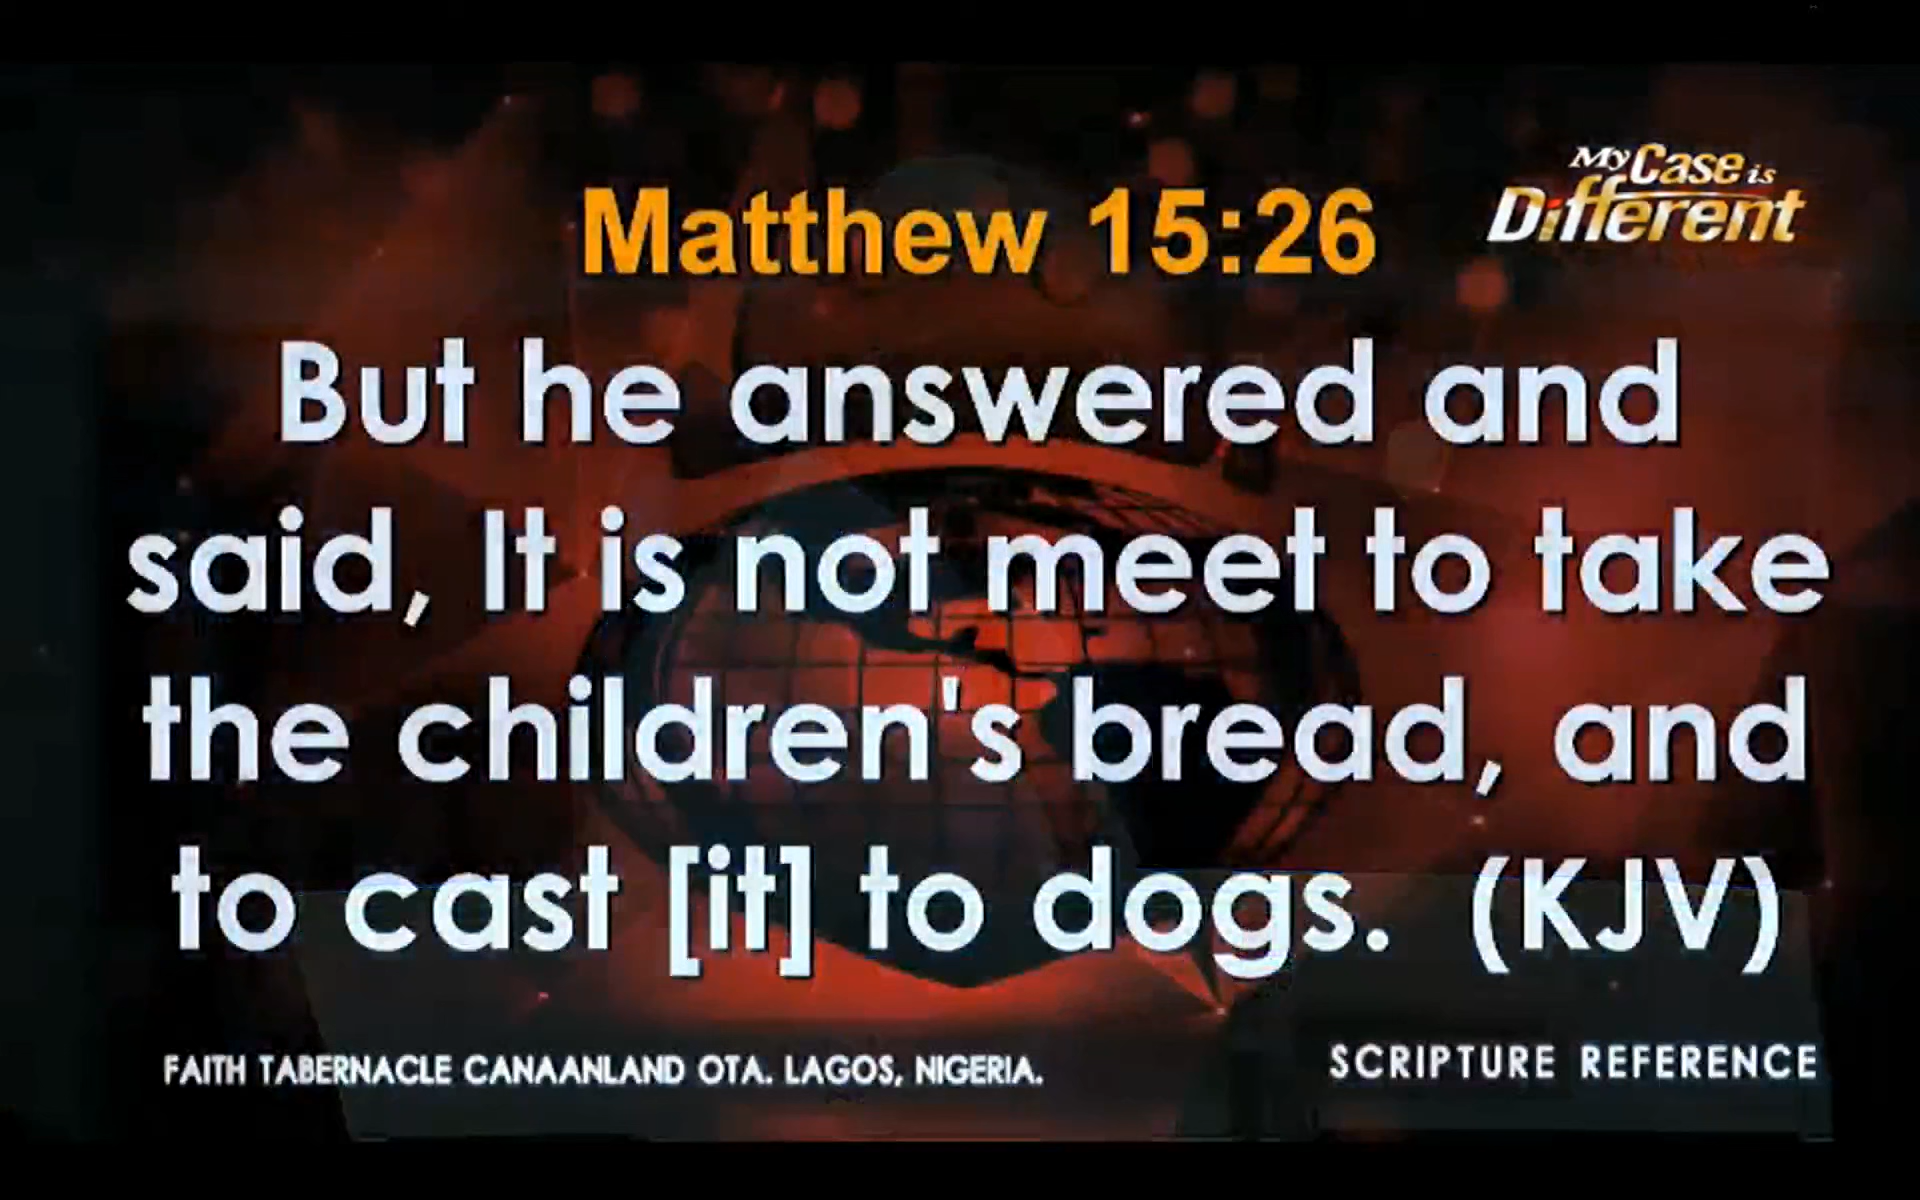 My Case is
Different
Matthew 15:26
But he answered and
said, It is not meet to take
the children's bread, and
to cast [it] to dogs.  (KJV)
FAITH TABERNACLE CANAANLAND OTA. LAGOS, NIGERIA.
SCRIPTURE REFERENCE